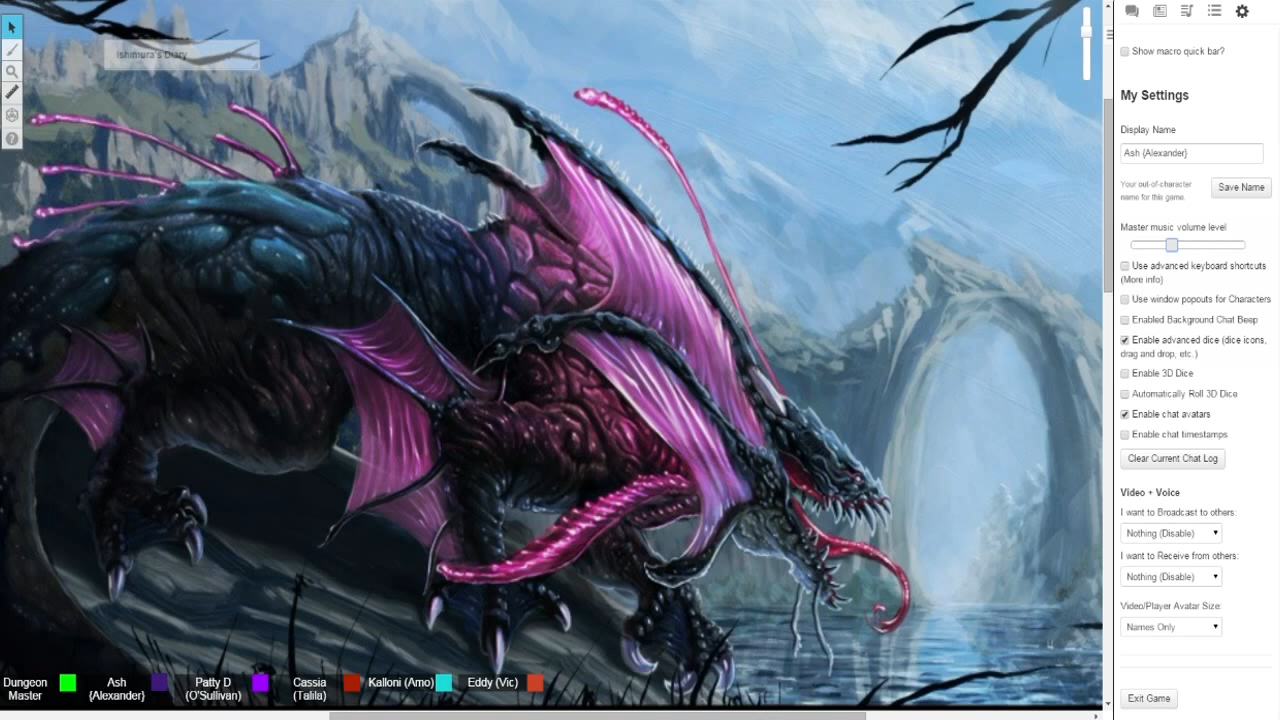 Ishimura's Diary
Show macro quick bar?
My Settings
Display Name
Ash {Alexander}
Your out-of-character
name for this game.
Save Name
Master music volume level
Use advanced keyboard shortcuts
(More info)
Use window popouts for Characters
Enabled Background Chat Beep
Enable advanced dice (dice icons,
drag and drop, etc.)
Enable 3D Dice
Automatically Roll 3D Dice
Enable chat avatars
Enable chat timestamps
Clear Current Chat Log
Video + Voice
I want to Broadcast to others:
Nothing (Disable)
I want to Receive from others:
Nothing (Disable)
Video/Player Avatar Size:
Names Only
Exit Game
Dungeon
Master
Ash
{Alexander}
Patty D
(O'Sullivan)
Cassia
(Talila)
Kalloni (Amo)
Eddy (Vic)